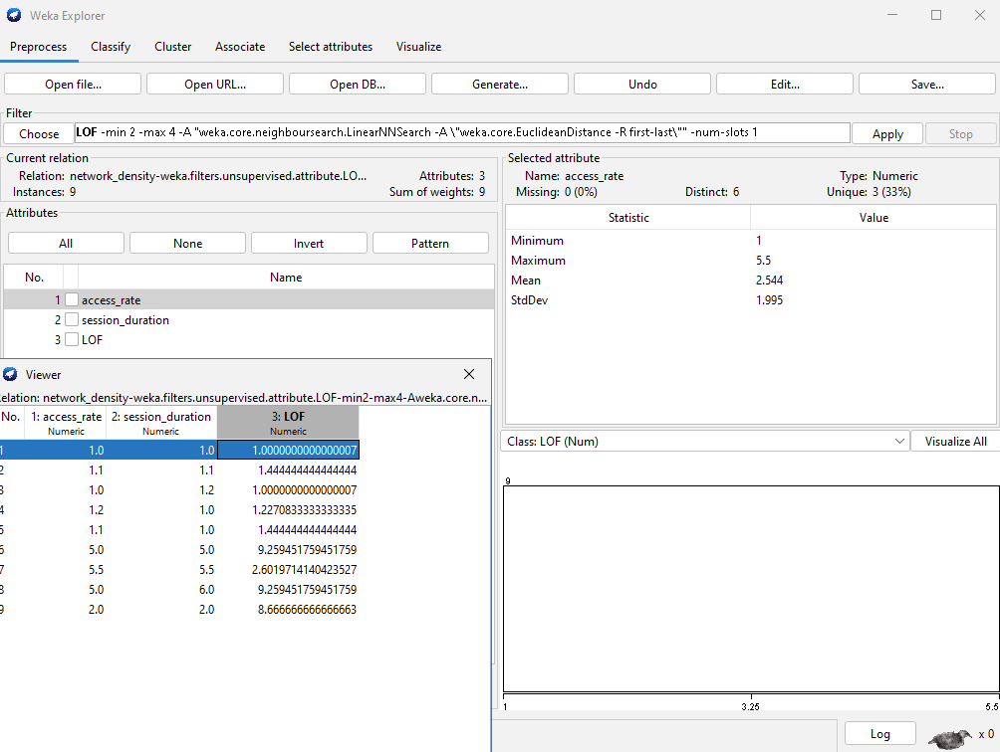 Weka Explorer
Preprocess Classify Cluster Associate Select attributes Visualize
Open file... Open URL... Open DB... Generate... Undo Edit... Save...
Filter
Choose LOF -min 2 -max 4 -A "weka.core.neighboursearch.LinearNNSearch -A \"weka.core.EuclideanDistance -R first-last\"" -num-slots 1 Apply Stop
Current relation
Relation: network_density-weka.filters.unsupervised.attribute.LO... Attributes: 3
Instances: 9 Sum of weights: 9
Attributes
All None Invert Pattern
No. Name
1 access_rate
2 session_duration
3 LOF
Selected attribute
Name: access_rate Type: Numeric
Missing: 0 (0%) Distinct: 6 Unique: 3 (33%)
Statistic Value
Minimum 1
Maximum 5.5
Mean 2.544
StdDev 1.995
Class: LOF (Num) Visualize All
9
1 3.25 5.5
Viewer
elation: network_density-weka.filters.unsupervised.attribute.LOF-min2-max4-Aweka.core.n...
No. 1: access_rate 2: session_duration 3: LOF
Numeric Numeric Numeric
1 1.0 1.0 1.0000000000000007
2 1.1 1.1 1.444444444444444
3 1.0 1.2 1.0000000000000007
4 1.2 1.0 1.2270833333333335
5 1.1 1.0 1.444444444444444
6 5.0 5.0 9.259451759451759
7 5.5 5.5 2.6019714140423527
8 5.0 6.0 9.259451759451759
9 2.0 2.0 8.666666666666663
Log x 0